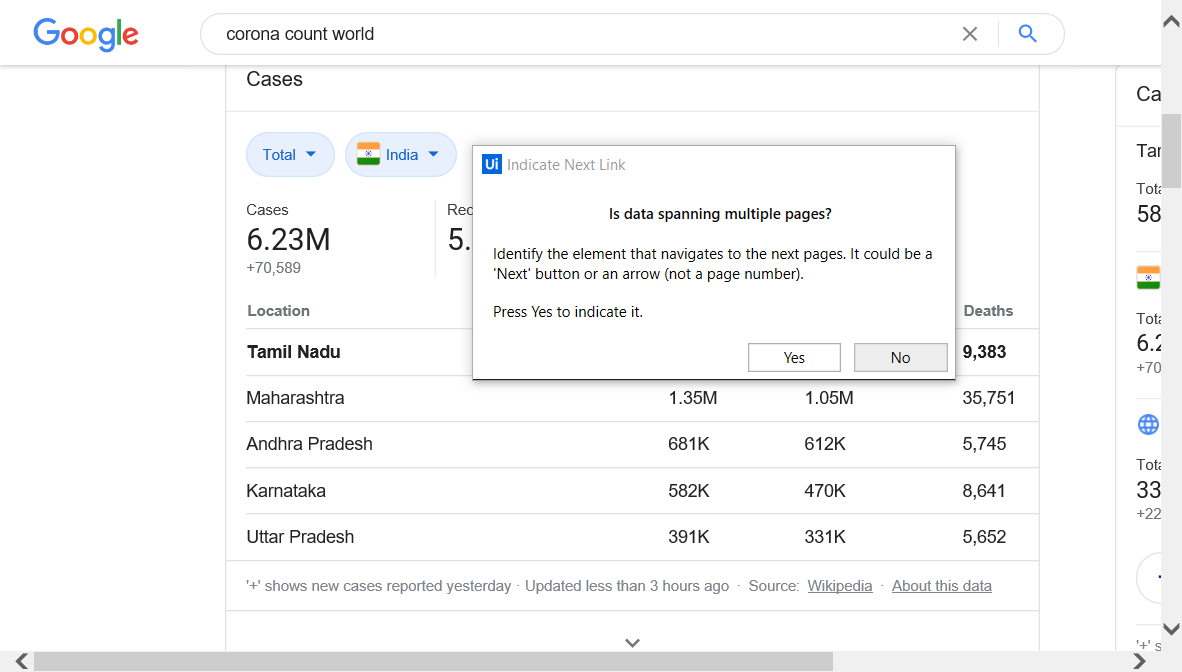 Google
corona count world
Cases
Total
India
Cases
6.23M
+70,589
Rec
5.
Ui Indicate Next Link
Is data spanning multiple pages?
Identify the element that navigates to the next pages. It could be a
'Next' button or an arrow (not a page number).
Press Yes to indicate it.
Yes No
Location Deaths
Tamil Nadu 9,383
Maharashtra 1.35M 1.05M 35,751
Andhra Pradesh 681K 612K 5,745
Karnataka 582K 470K 8,641
Uttar Pradesh 391K 331K 5,652
'+' shows new cases reported yesterday · Updated less than 3 hours ago · Source: Wikipedia · About this data
Ca
Tar
Tota
58
Tota
6.2
+70
Tota
33
+22
'+' s